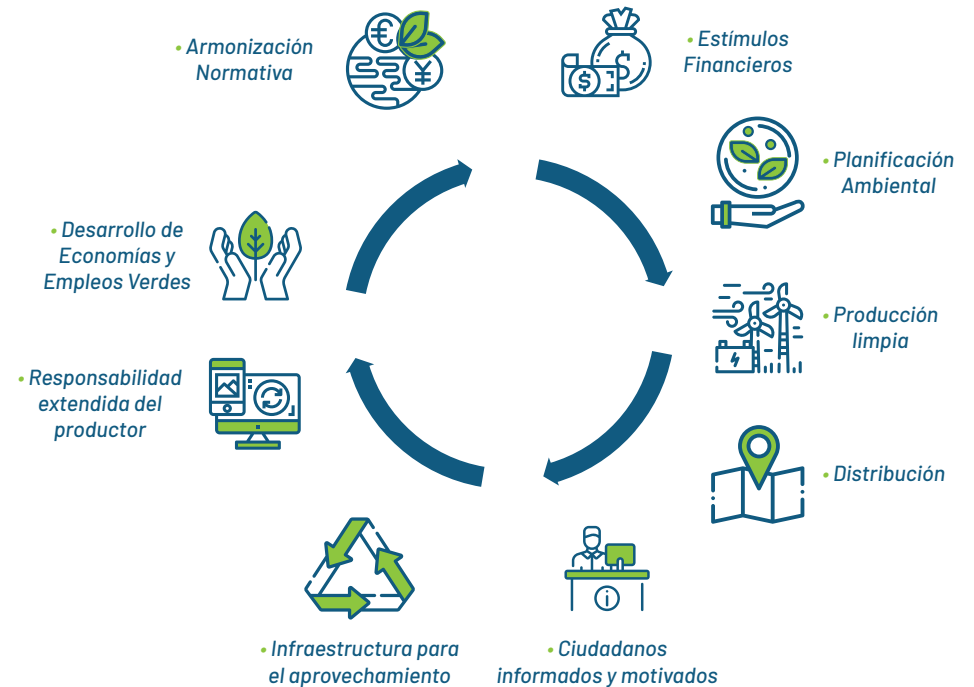 • Armonización
Normativa
• Estímulos
Financieros
• Planificación
Ambiental
• Producción
limpia
• Distribución
• Ciudadanos
informados y motivados
• Infraestructura para
el aprovechamiento
• Responsabilidad
extendida del
productor
• Desarrollo de
Economías y
Empleos Verdes